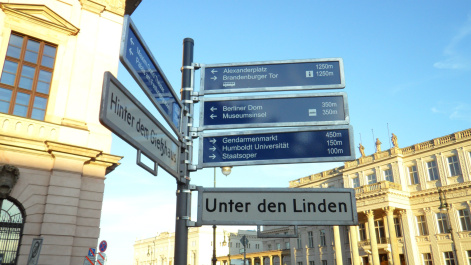 Alexanderplatz 1250m
Brandenburger Tor i 1250m
Berliner Dom 350m
Museumsinsel 350m
Gendarmenmarkt 450m
Humboldt Universität 150m
Staatsoper 100m
Hinter dem Gießhaus
Unter den Linden